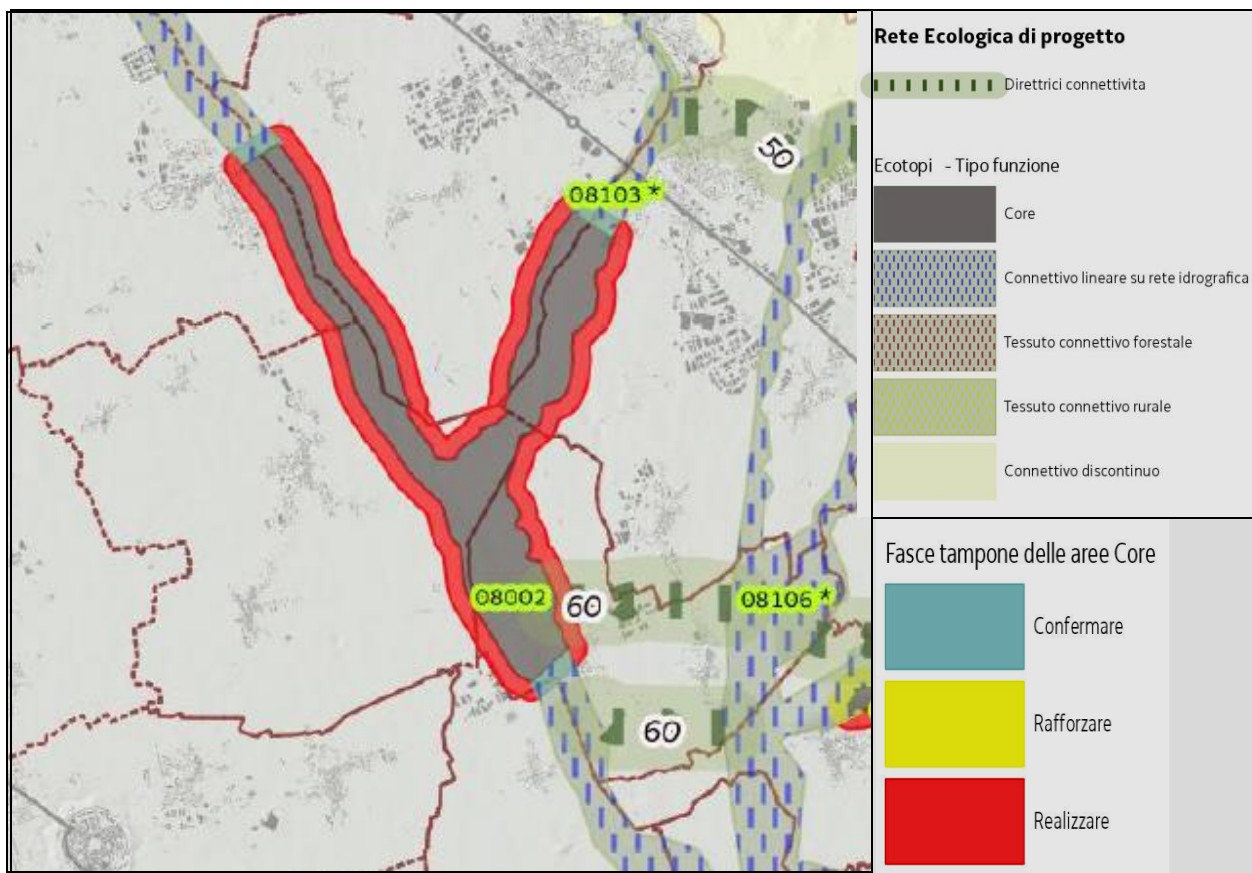 50
08103 *
08002
60
08106 *
60
Rete Ecologica di progetto
Direttrici connettivita
Ecotopi - Tipo funzione
Core
Connettivo lineare su rete idrografica
Tessuto connettivo forestale
Tessuto connettivo rurale
Connettivo discontinuo
Fasce tampone delle aree Core
Confermare
Rafforzare
Realizzare